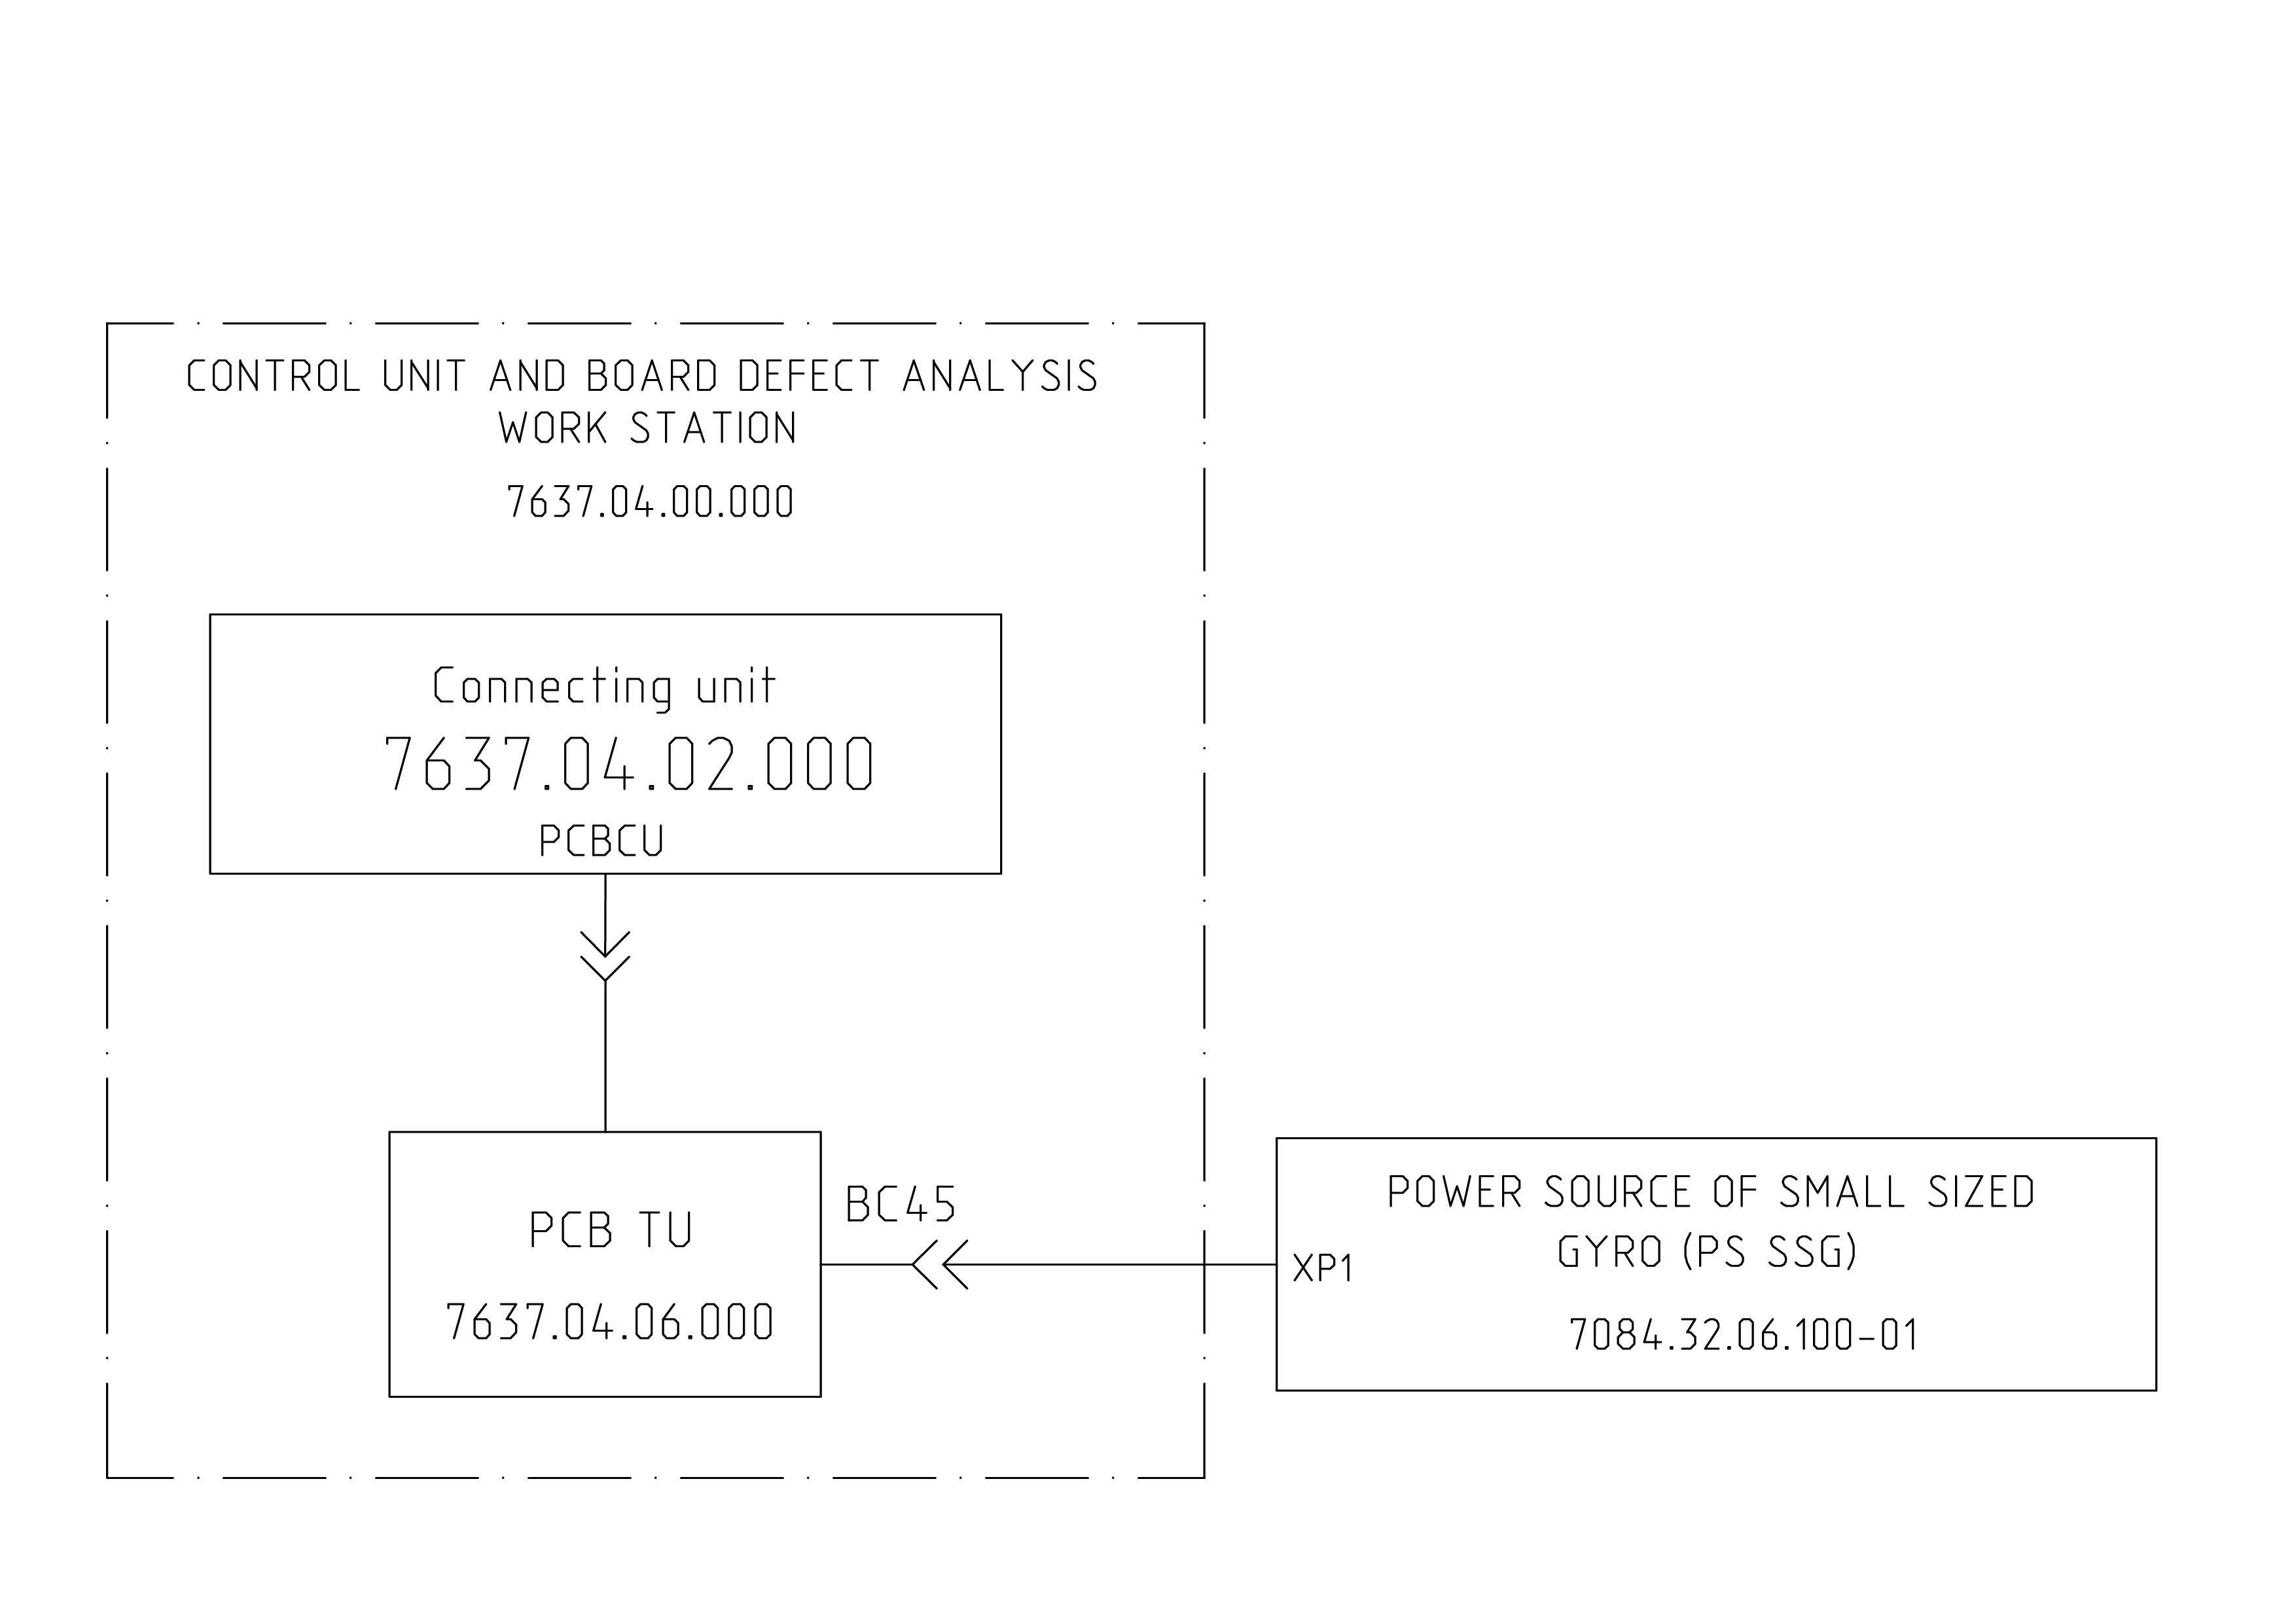 CONTROL UNIT AND BOARD DEFECT ANALYSIS
WORK STATION
7637.04.00.000
Connecting unit
7637.04.02.000
PCBCU
PCB TU
7637.04.06.000
BC45
XP1
POWER SOURCE OF SMALL SIZED
GYRO (PS SSG)
7084.32.06.100-01